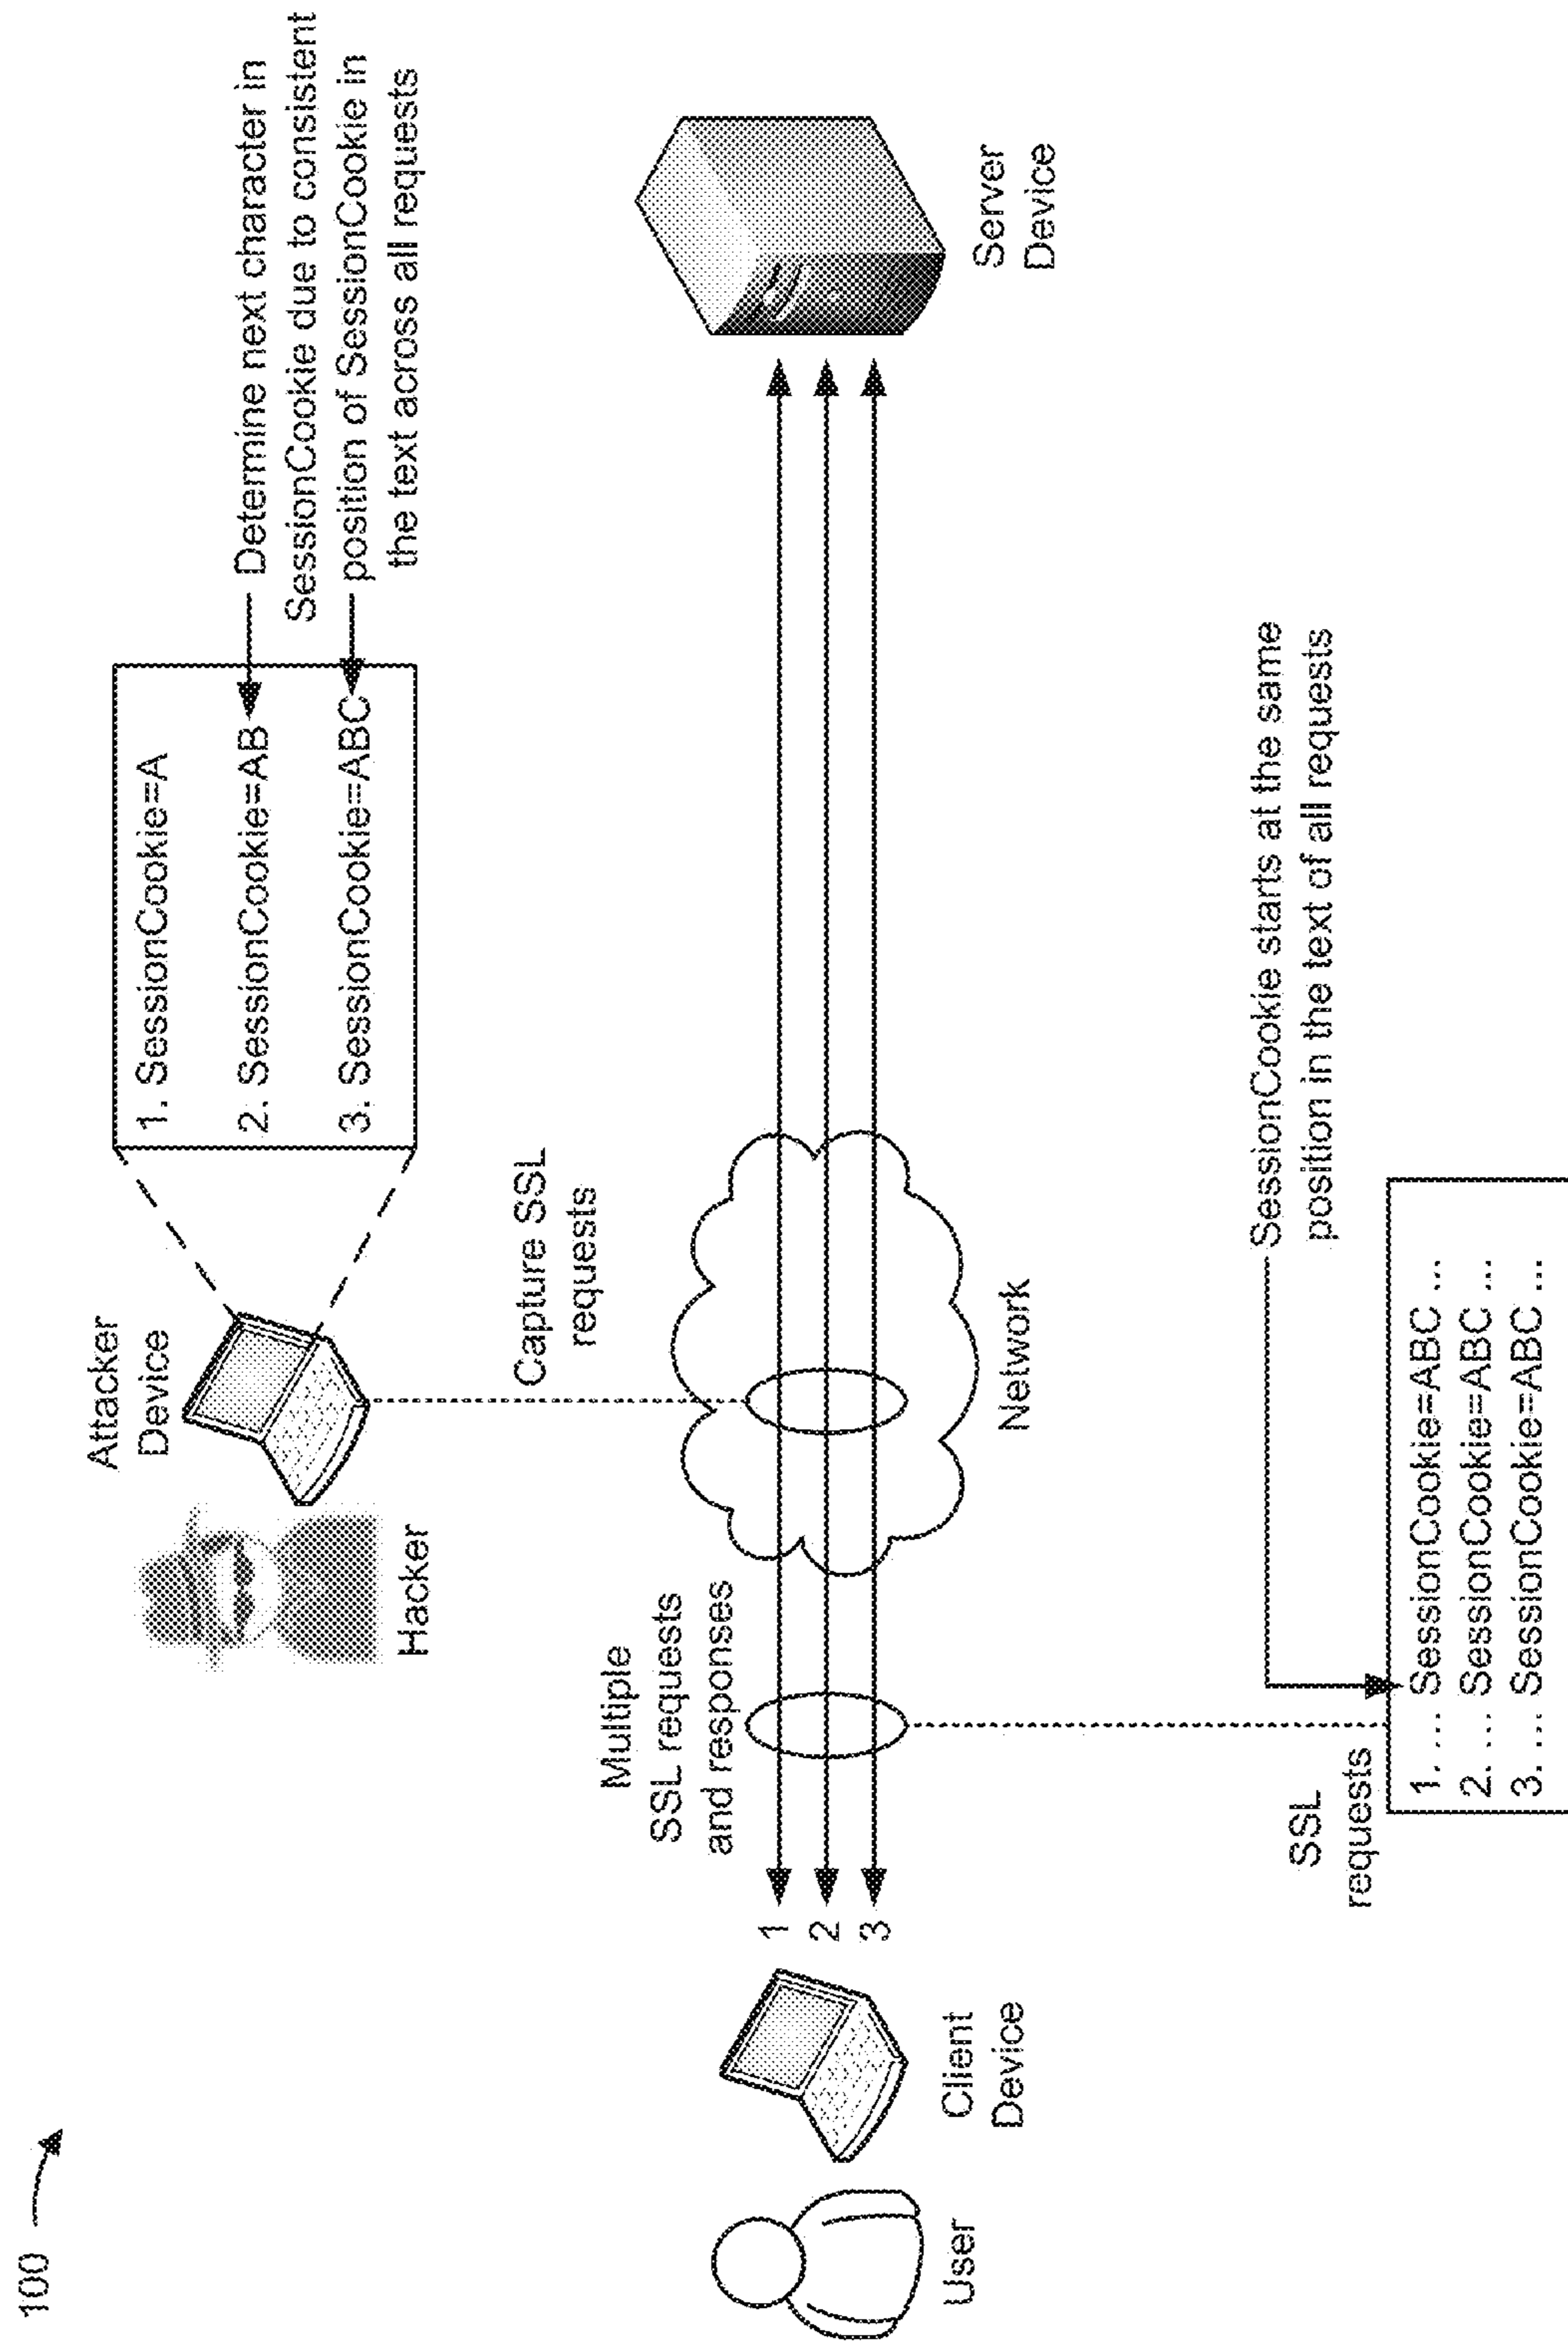 100
Attacker
Device
Hacker
1. SessionCookie=A
2. SessionCookie=AB
3. SessionCookie=ABC
Determine next character in
SessionCookie due to consistent
position of SessionCookie in
the text across all requests
Capture SSL
requests
Multiple
SSL requests
and responses
1
2
3
User
Client
Device
Network
Server
Device
SSL
requests
SessionCookie starts at the same
position in the text of all requests
1. ... SessionCookie=ABC ...
2. ... SessionCookie=ABC ...
3. ... SessionCookie=ABC ...